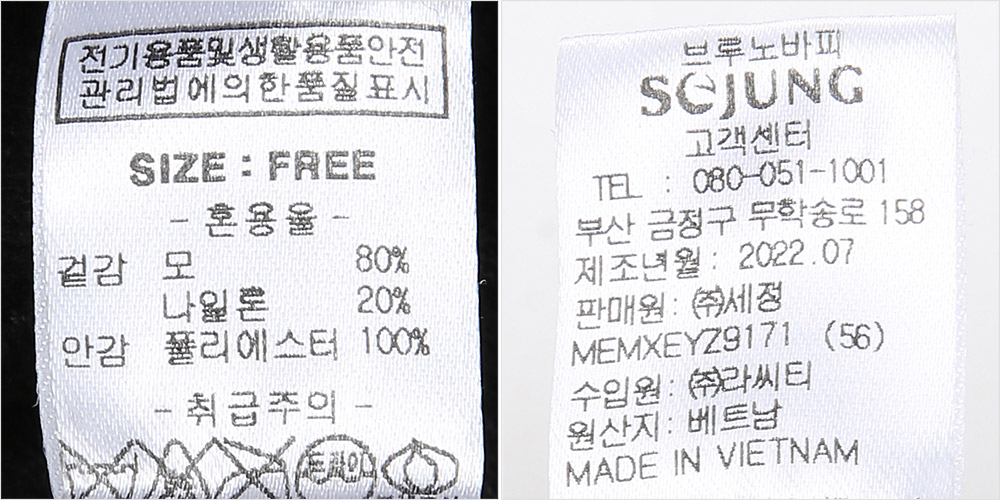 전기용품및생활용품안전
관리법에의한품질표시
SIZE : FREE
- 혼용율 -
겉감 모 80%
나일론 20%
안감 폴리에스터 100%
- 취급주의 -
드라이
브루노바피
SEJUNG
고객센터
TEL : 080-051-1001
부산 금정구 무학송로 158
제조년월 : 2022.07
판매원 : ㈜세정
MEMXEYZ9171 (56)
수입원 : ㈜라씨티
원산지 : 베트남
MADE IN VIETNAM